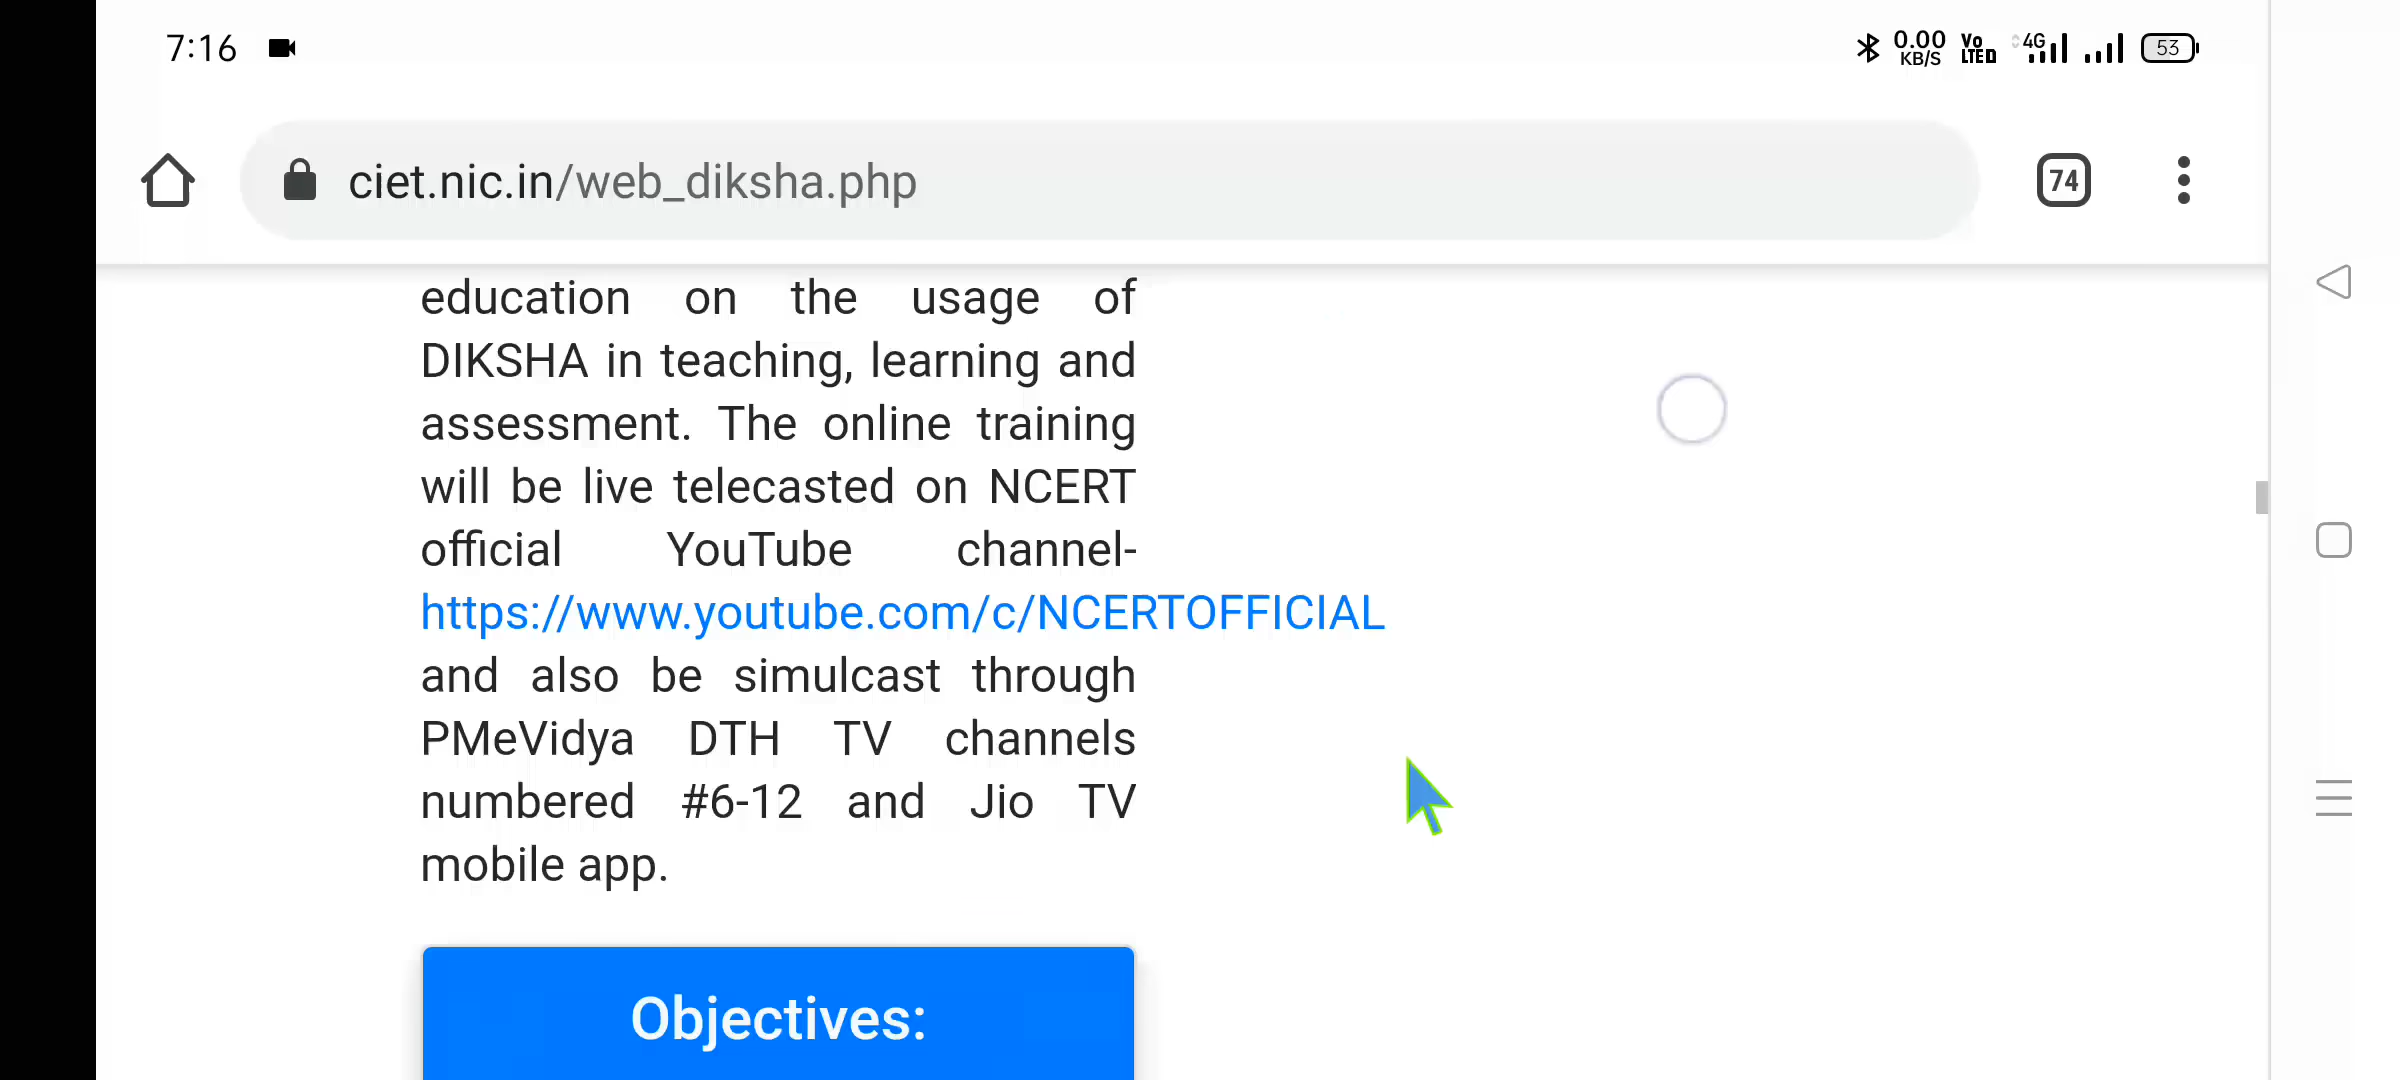 7:16
0.00 KB/S Vo LTED 4G 53
ciet.nic.in/web_diksha.php
74
education on the usage of
DIKSHA in teaching, learning and
assessment. The online training
will be live telecasted on NCERT
official YouTube channel-
https://www.youtube.com/c/NCERTOFFICIAL
and also be simulcast through
PMeVidya DTH TV channels
numbered #6-12 and Jio TV
mobile app.
Objectives: